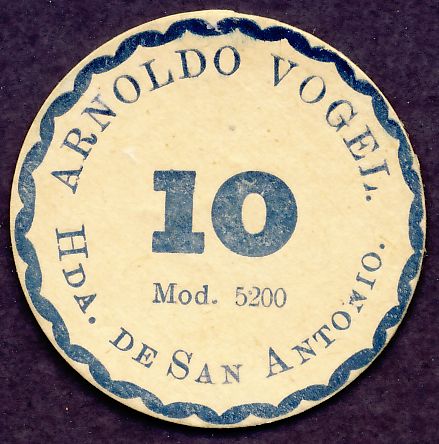 ARNOLDO VOGEL.
10
Mod. 5200
HDA. DE SAN ANTONIO.